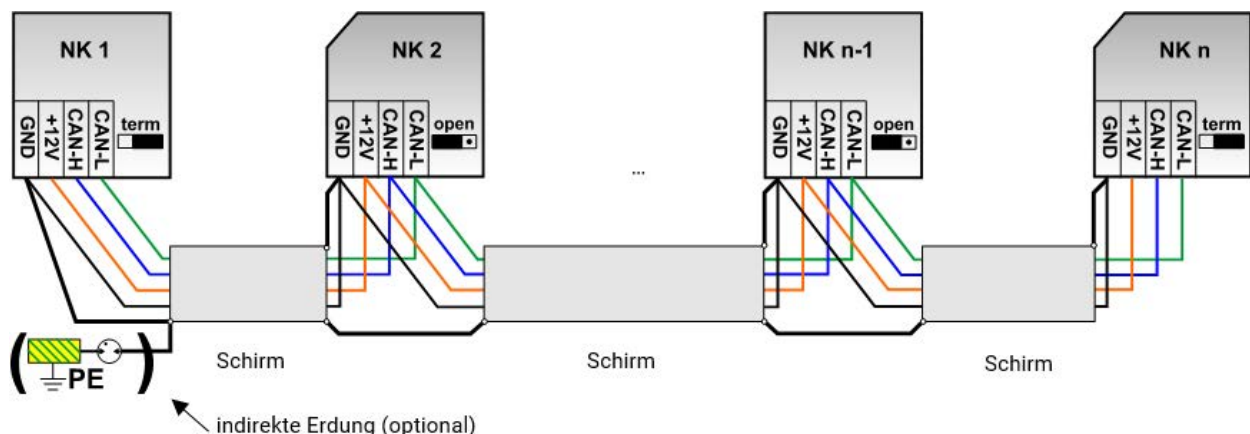 NK 1
NK 2
NK n-1
NK n
GND
+12V
CAN-H
CAN-L
term
GND
+12V
CAN-H
CAN-L
open
...
GND
+12V
CAN-H
CAN-L
open
GND
+12V
CAN-H
CAN-L
term
( PE )
Schirm
Schirm
Schirm
indirekte Erdung (optional)